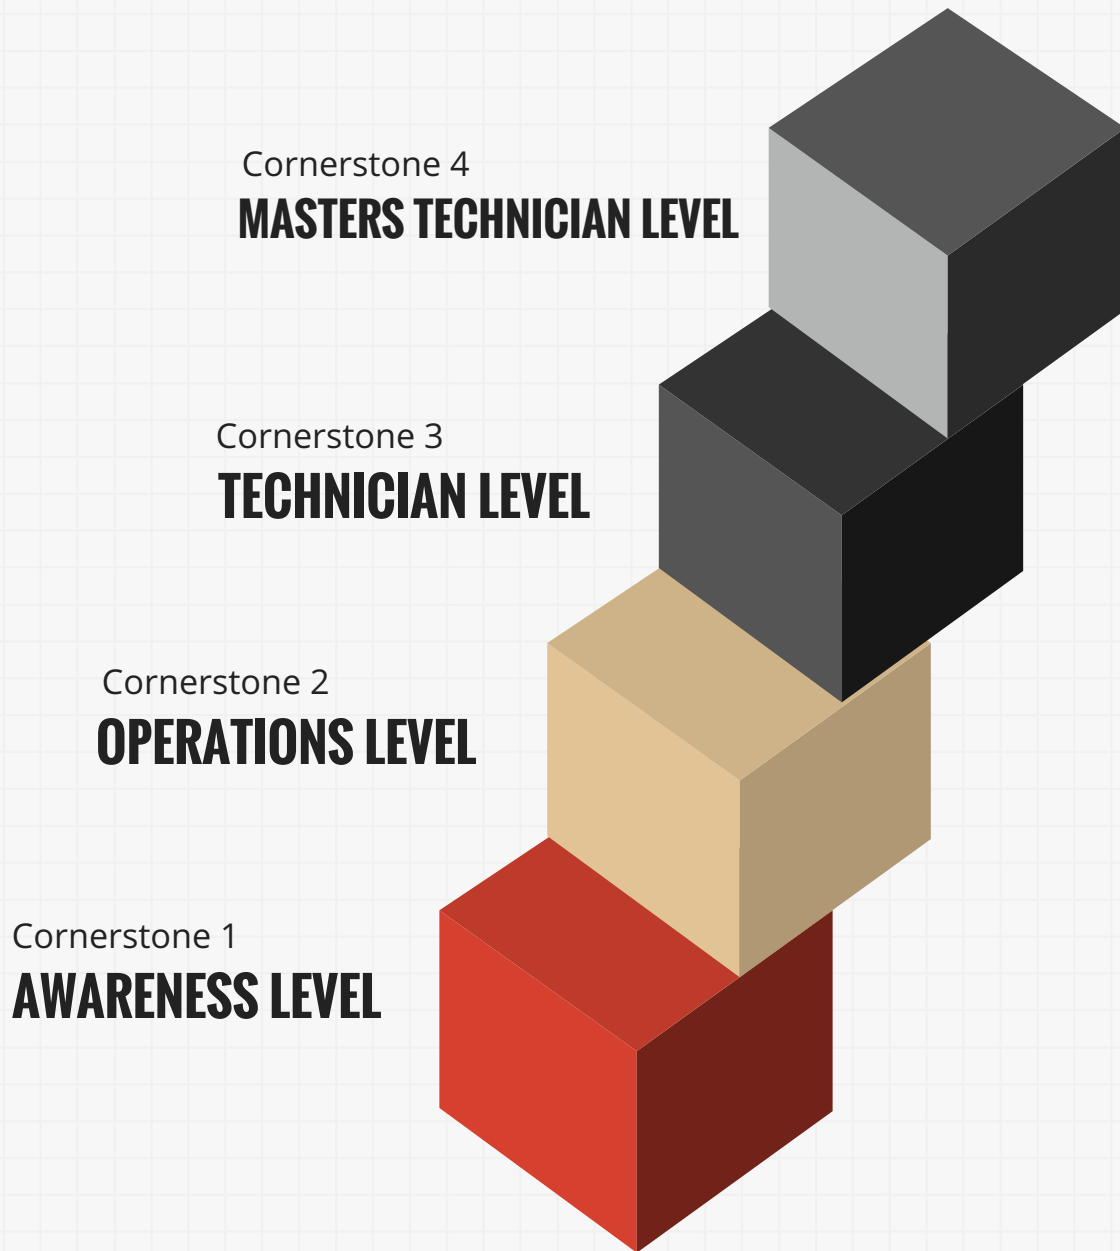 Cornerstone 4
MASTERS TECHNICIAN LEVEL
Cornerstone 3
TECHNICIAN LEVEL
Cornerstone 2
OPERATIONS LEVEL
Cornerstone 1
AWARENESS LEVEL